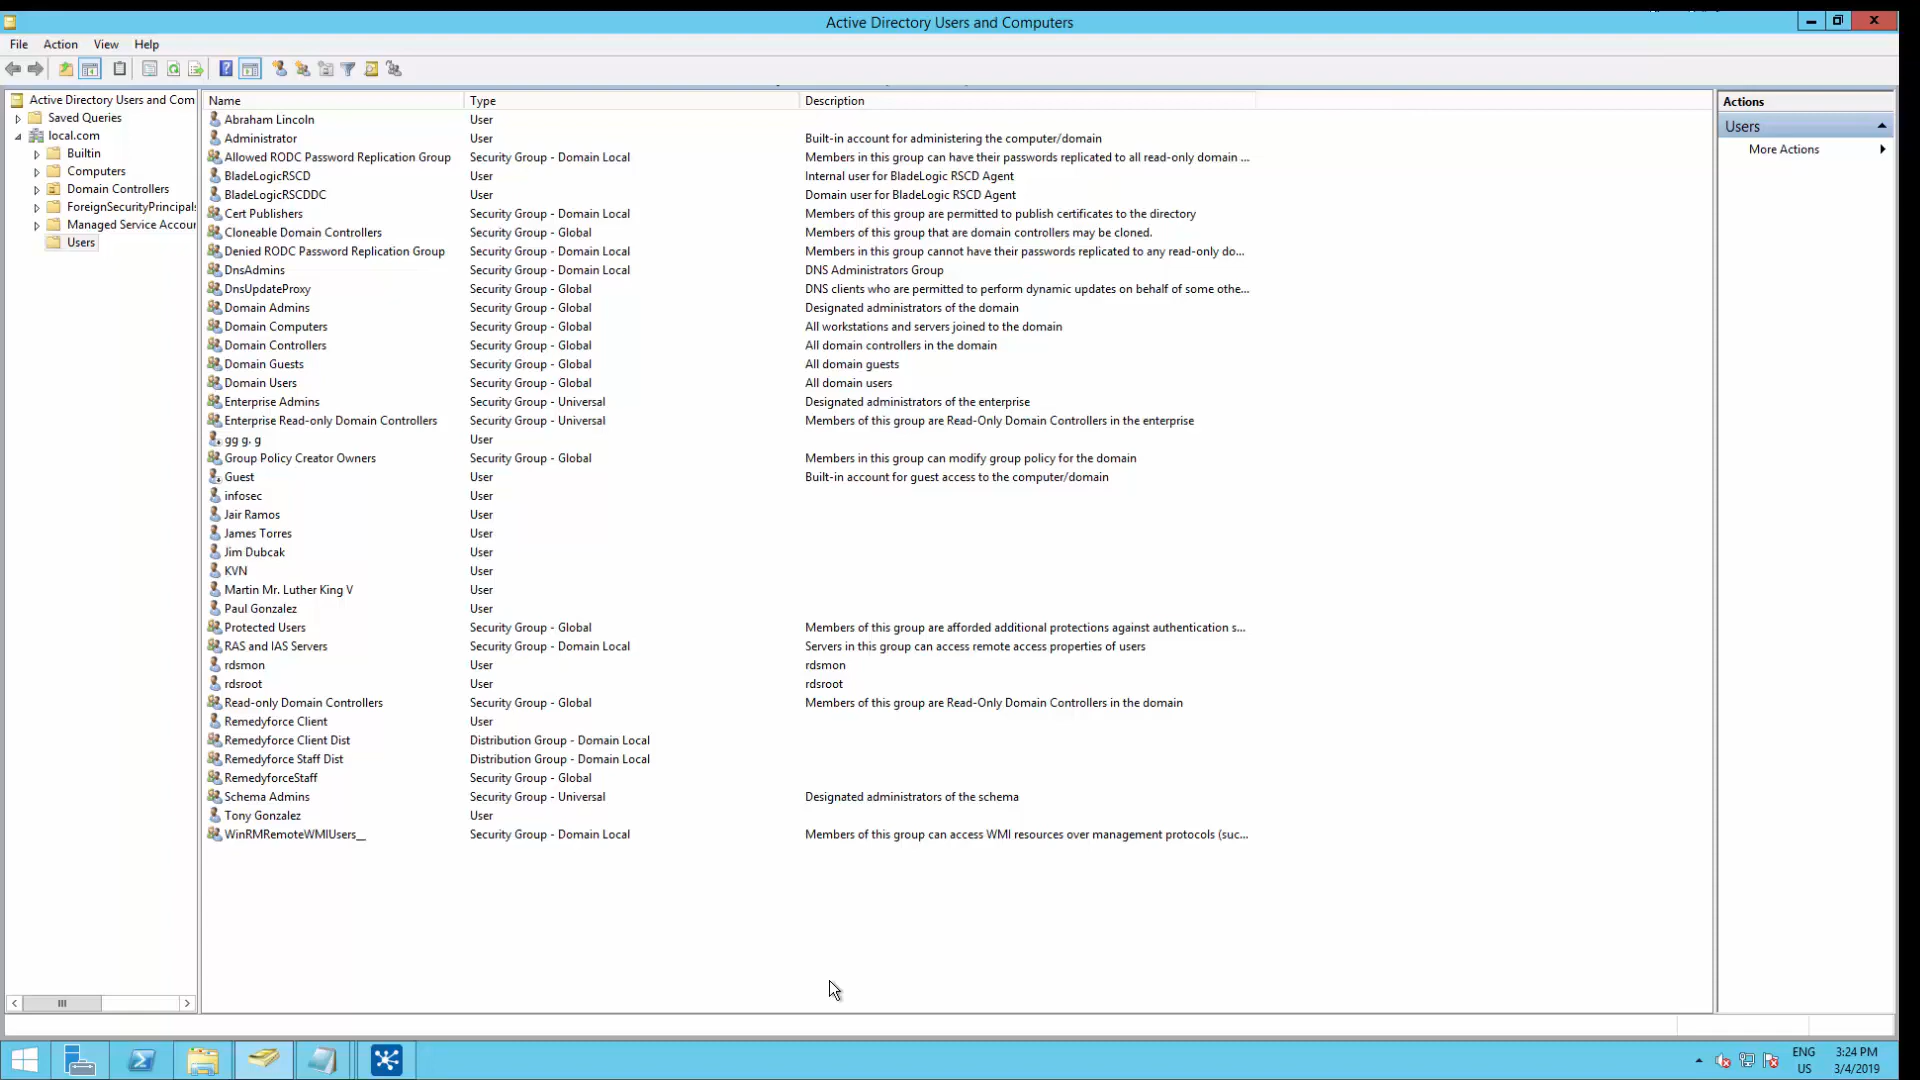 Active Directory Users and Computers
File Action View Help
Active Directory Users and Com
Saved Queries
local.com
Builtin
Computers
Domain Controllers
ForeignSecurityPrincipals
Managed Service Accour
Users
Name Type Description
Abraham Lincoln User
Administrator User Built-in account for administering the computer/domain
Allowed RODC Password Replication Group Security Group - Domain Local Members in this group can have their passwords replicated to all read-only domain ...
BladeLogicRSCD User Internal user for BladeLogic RSCD Agent
BladeLogicRSCDDC User Domain user for BladeLogic RSCD Agent
Cert Publishers Security Group - Domain Local Members of this group are permitted to publish certificates to the directory
Cloneable Domain Controllers Security Group - Global Members of this group that are domain controllers may be cloned.
Denied RODC Password Replication Group Security Group - Domain Local Members in this group cannot have their passwords replicated to any read-only do...
DnsAdmins Security Group - Domain Local DNS Administrators Group
DnsUpdateProxy Security Group - Global DNS clients who are permitted to perform dynamic updates on behalf of some othe...
Domain Admins Security Group - Global Designated administrators of the domain
Domain Computers Security Group - Global All workstations and servers joined to the domain
Domain Controllers Security Group - Global All domain controllers in the domain
Domain Guests Security Group - Global All domain guests
Domain Users Security Group - Global All domain users
Enterprise Admins Security Group - Universal Designated administrators of the enterprise
Enterprise Read-only Domain Controllers Security Group - Universal Members of this group are Read-Only Domain Controllers in the enterprise
gg g. g User
Group Policy Creator Owners Security Group - Global Members in this group can modify group policy for the domain
Guest User Built-in account for guest access to the computer/domain
infosec User
Jair Ramos User
James Torres User
Jim Dubcak User
KVN User
Martin Mr. Luther King V User
Paul Gonzalez User
Protected Users Security Group - Global Members of this group are afforded additional protections against authentication s...
RAS and IAS Servers Security Group - Domain Local Servers in this group can access remote access properties of users
rdsmon User rdsmon
rdsroot User rdsroot
Read-only Domain Controllers Security Group - Global Members of this group are Read-Only Domain Controllers in the domain
Remedyforce Client User
Remedyforce Client Dist Distribution Group - Domain Local
Remedyforce Staff Dist Distribution Group - Domain Local
RemedyforceStaff Security Group - Global
Schema Admins Security Group - Universal Designated administrators of the schema
Tony Gonzalez User
WinRMRemoteWMIUsers__ Security Group - Domain Local Members of this group can access WMI resources over management protocols (suc...
Actions
Users
More Actions
ENG 3:24 PM
US 3/4/2019